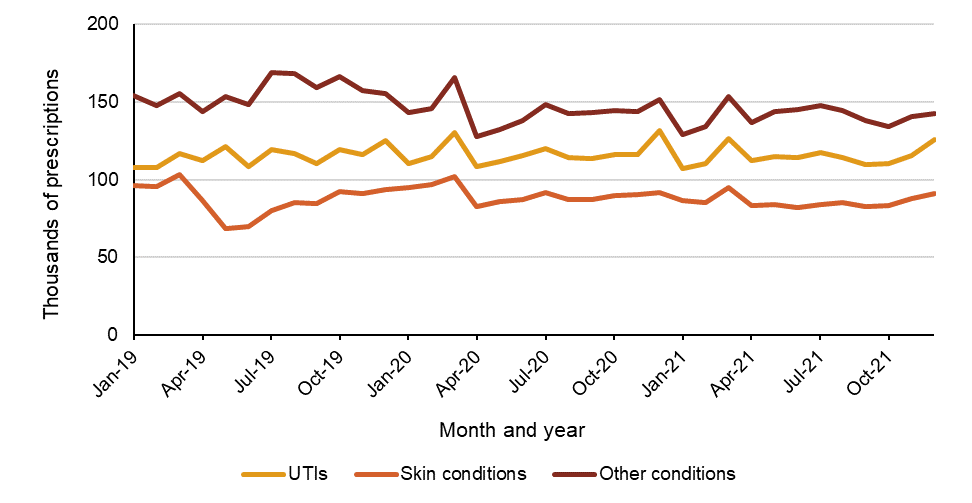 200
150
100
50
0
Thousands of prescriptions
Jan-19
Apr-19
Jul-19
Oct-19
Jan-20
Apr-20
Jul-20
Oct-20
Jan-21
Apr-21
Jul-21
Oct-21
Month and year
UTIs Skin conditions Other conditions